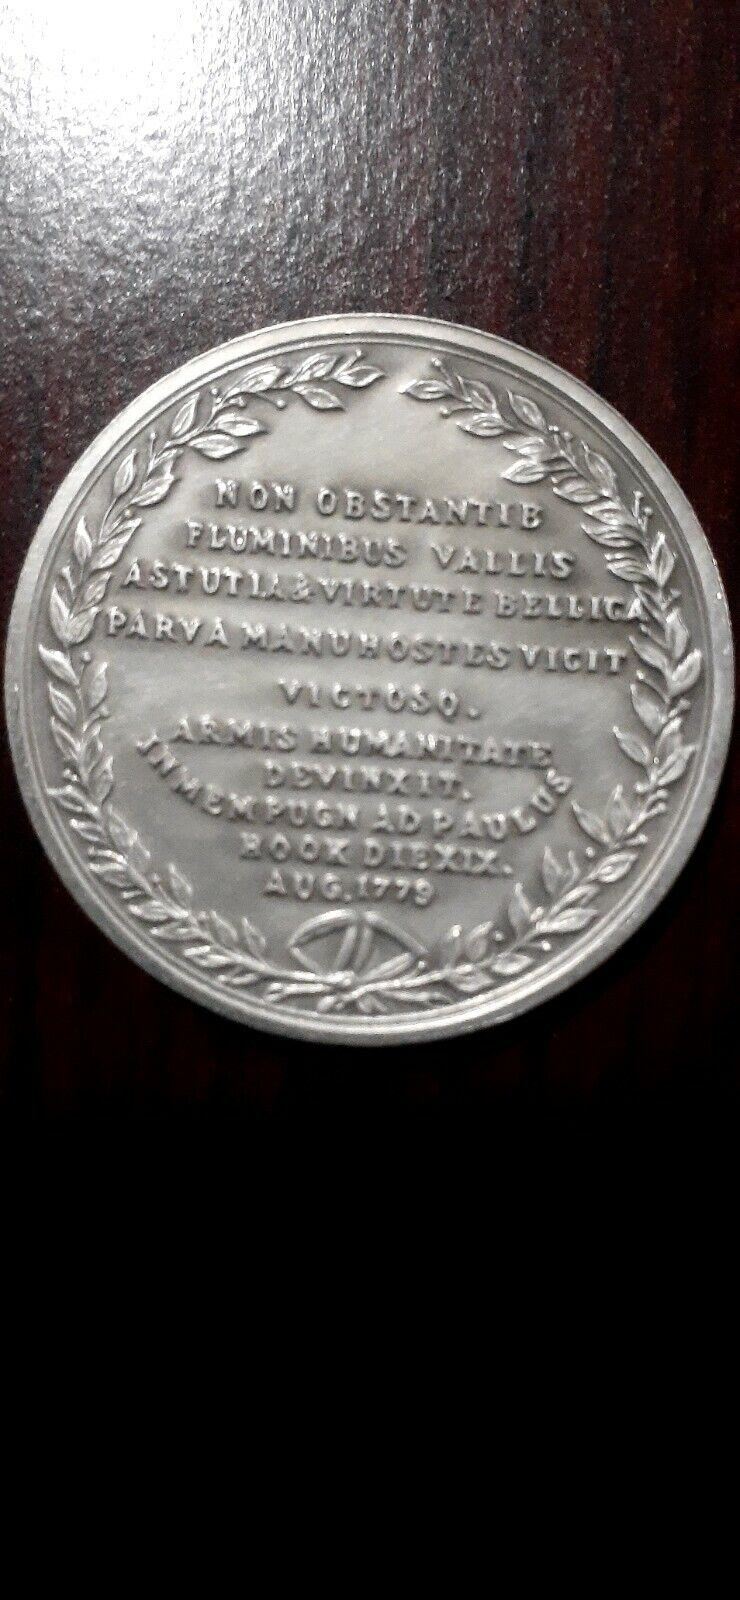 NON OBSTANTIB
FLUMINIBUS VALLIS
ASTUTIA & VIRTUTE BELLICA
PARVA MANU HOSTES VICIT
VICTOSQ.
ARMIS HUMANITATE
DEVINXIT.
IN MEM PUGN AD PAULUS
HOOK DIE XIX.
AUG. 1779